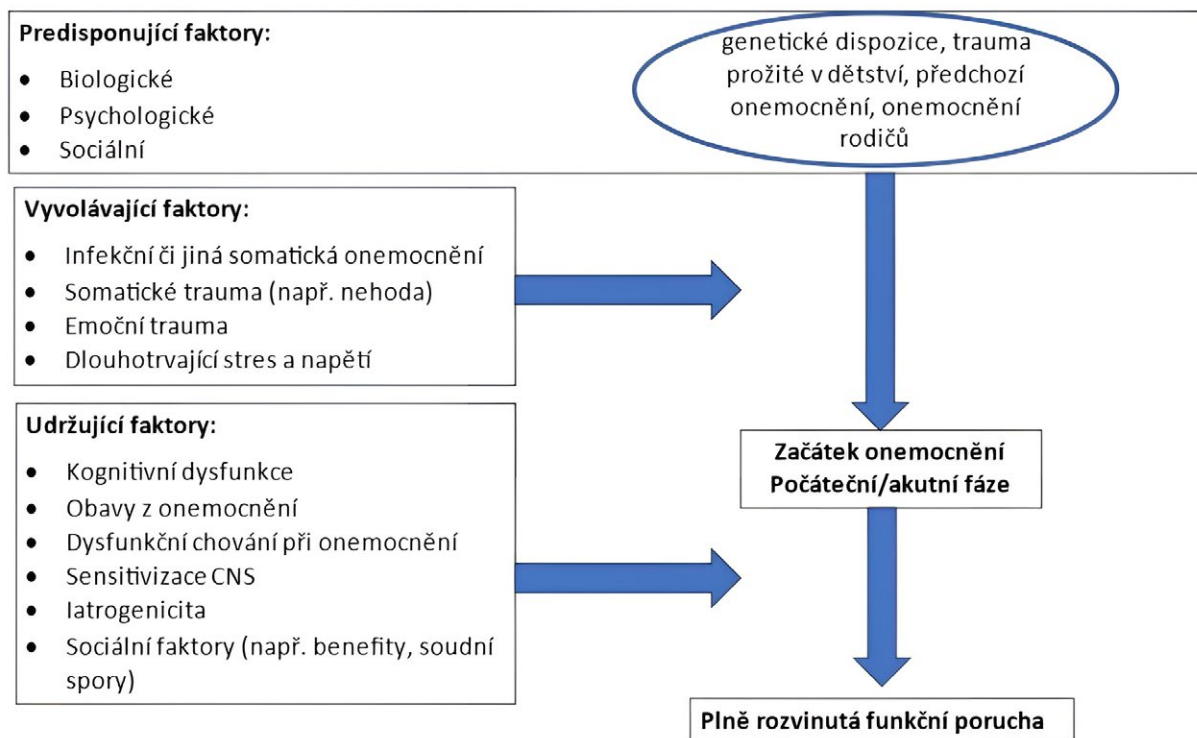 Predisponující faktory:
• Biologické
• Psychologické
• Sociální
genetické dispozice, trauma
prožité v dětství, předchozí
onemocnění, onemocnění
rodičů
Vyvolávající faktory:
• Infekční či jiná somatická onemocnění
• Somatické trauma (např. nehoda)
• Emoční trauma
• Dlouhotrvající stres a napětí
Udržující faktory:
• Kognitivní dysfunkce
• Obavy z onemocnění
• Dysfunkční chování při onemocnění
• Sensitivizace CNS
• Iatrogenicita
• Sociální faktory (např. benefity, soudní
spory)
Začátek onemocnění
Počáteční/akutní fáze
Plně rozvinutá funkční porucha